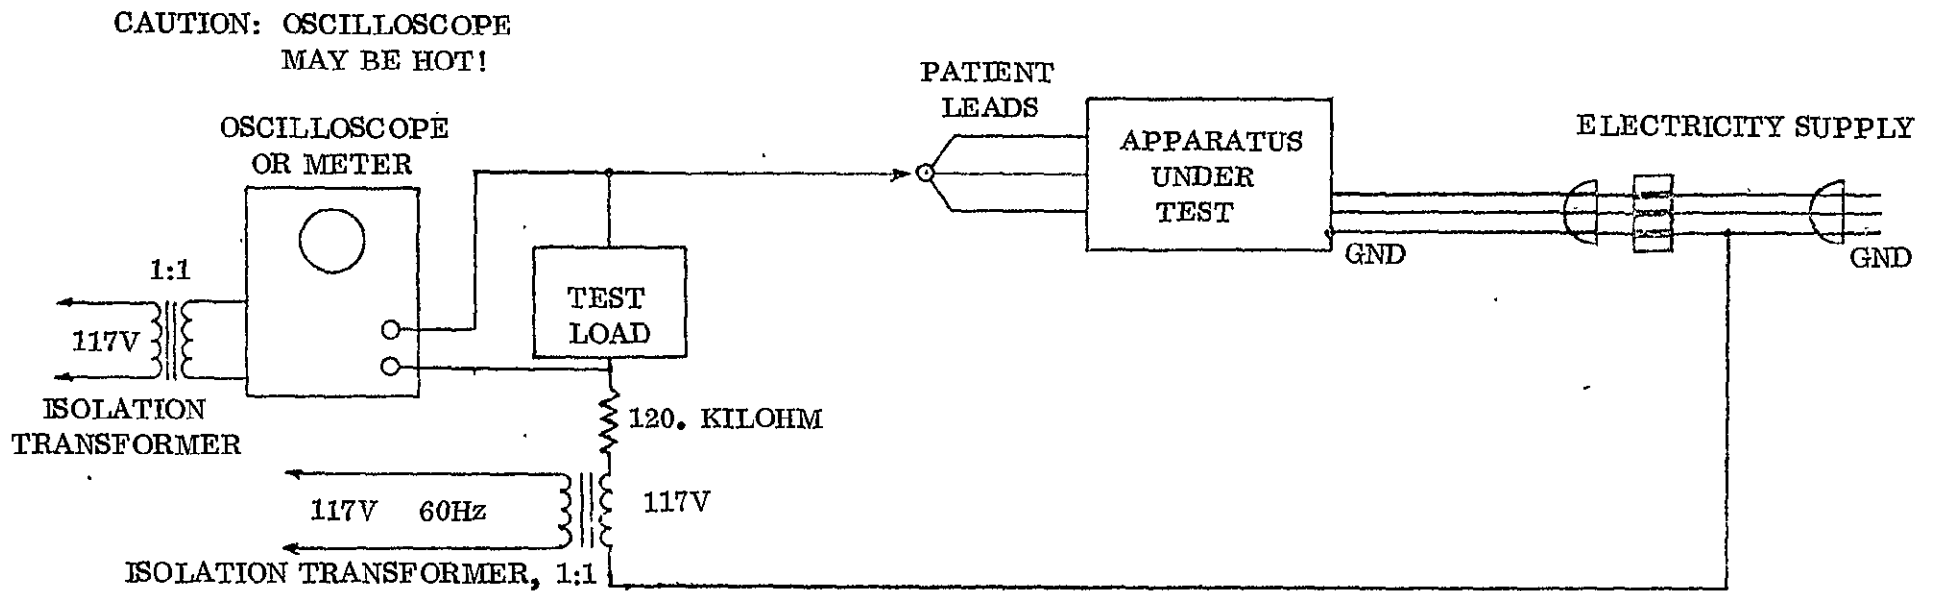 CAUTION: OSCILLOSCOPE
MAY BE HOT!
OSCILLOSCOPE
OR METER
PATIENT
LEADS
APPARATUS
UNDER
TEST
ELECTRICITY SUPPLY
GND
GND
1:1
117V
ISOLATION
TRANSFORMER
TEST
LOAD
120. KILOHM
117V 60Hz
117V
ISOLATION TRANSFORMER, 1:1